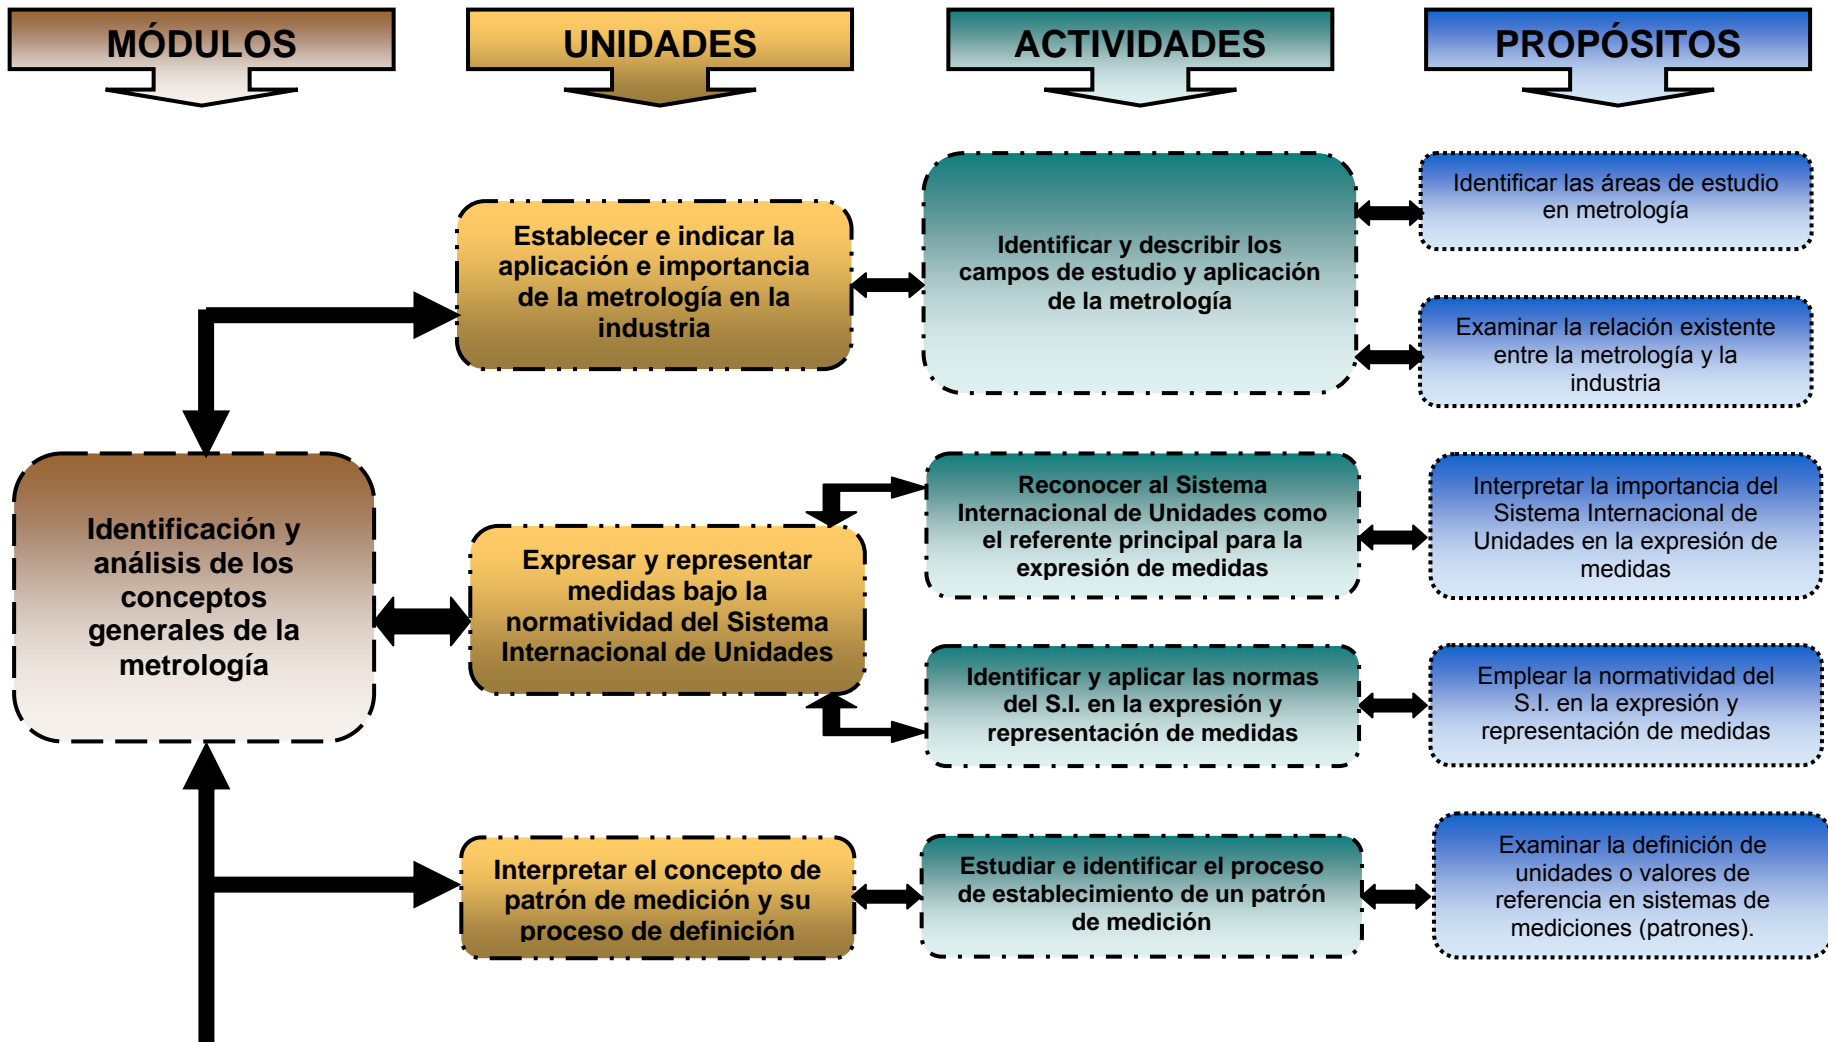 MÓDULOS
UNIDADES
ACTIVIDADES
PROPÓSITOS
Identificación y
análisis de los
conceptos
generales de la
metrología
Establecer e indicar la
aplicación e importancia
de la metrología en la
industria
Identificar y describir los
campos de estudio y aplicación
de la metrología
Identificar las áreas de estudio
en metrología
Examinar la relación existente
entre la metrología y la
industria
Expresar y representar
medidas bajo la
normatividad del Sistema
Internacional de Unidades
Reconocer al Sistema
Internacional de Unidades como
el referente principal para la
expresión de medidas
Interpretar la importancia del
Sistema Internacional de
Unidades en la expresión de
medidas
Identificar y aplicar las normas
del S.I. en la expresión y
representación de medidas
Emplear la normatividad del
S.I. en la expresión y
representación de medidas
Interpretar el concepto de
patrón de medición y su
proceso de definición
Estudiar e identificar el proceso
de establecimiento de un patrón
de medición
Examinar la definición de
unidades o valores de
referencia en sistemas de
mediciones (patrones).